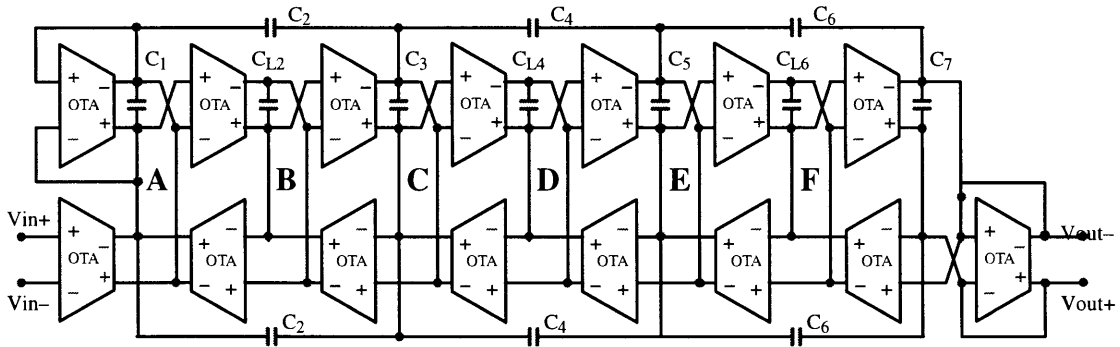 C2 C4 C6
C1 CL2 C3 CL4 C5 CL6 C7
+ − + − + − + − + − + − + −
OTA OTA OTA OTA OTA OTA OTA
− + − + − + − + − + − + − +
A B C D E F
Vin+ Vout−
+ − + − + − + − + − + − + − + −
OTA OTA OTA OTA OTA OTA OTA OTA
− + − + − + − + − + − + − + − +
Vin− Vout+
C2 C4 C6